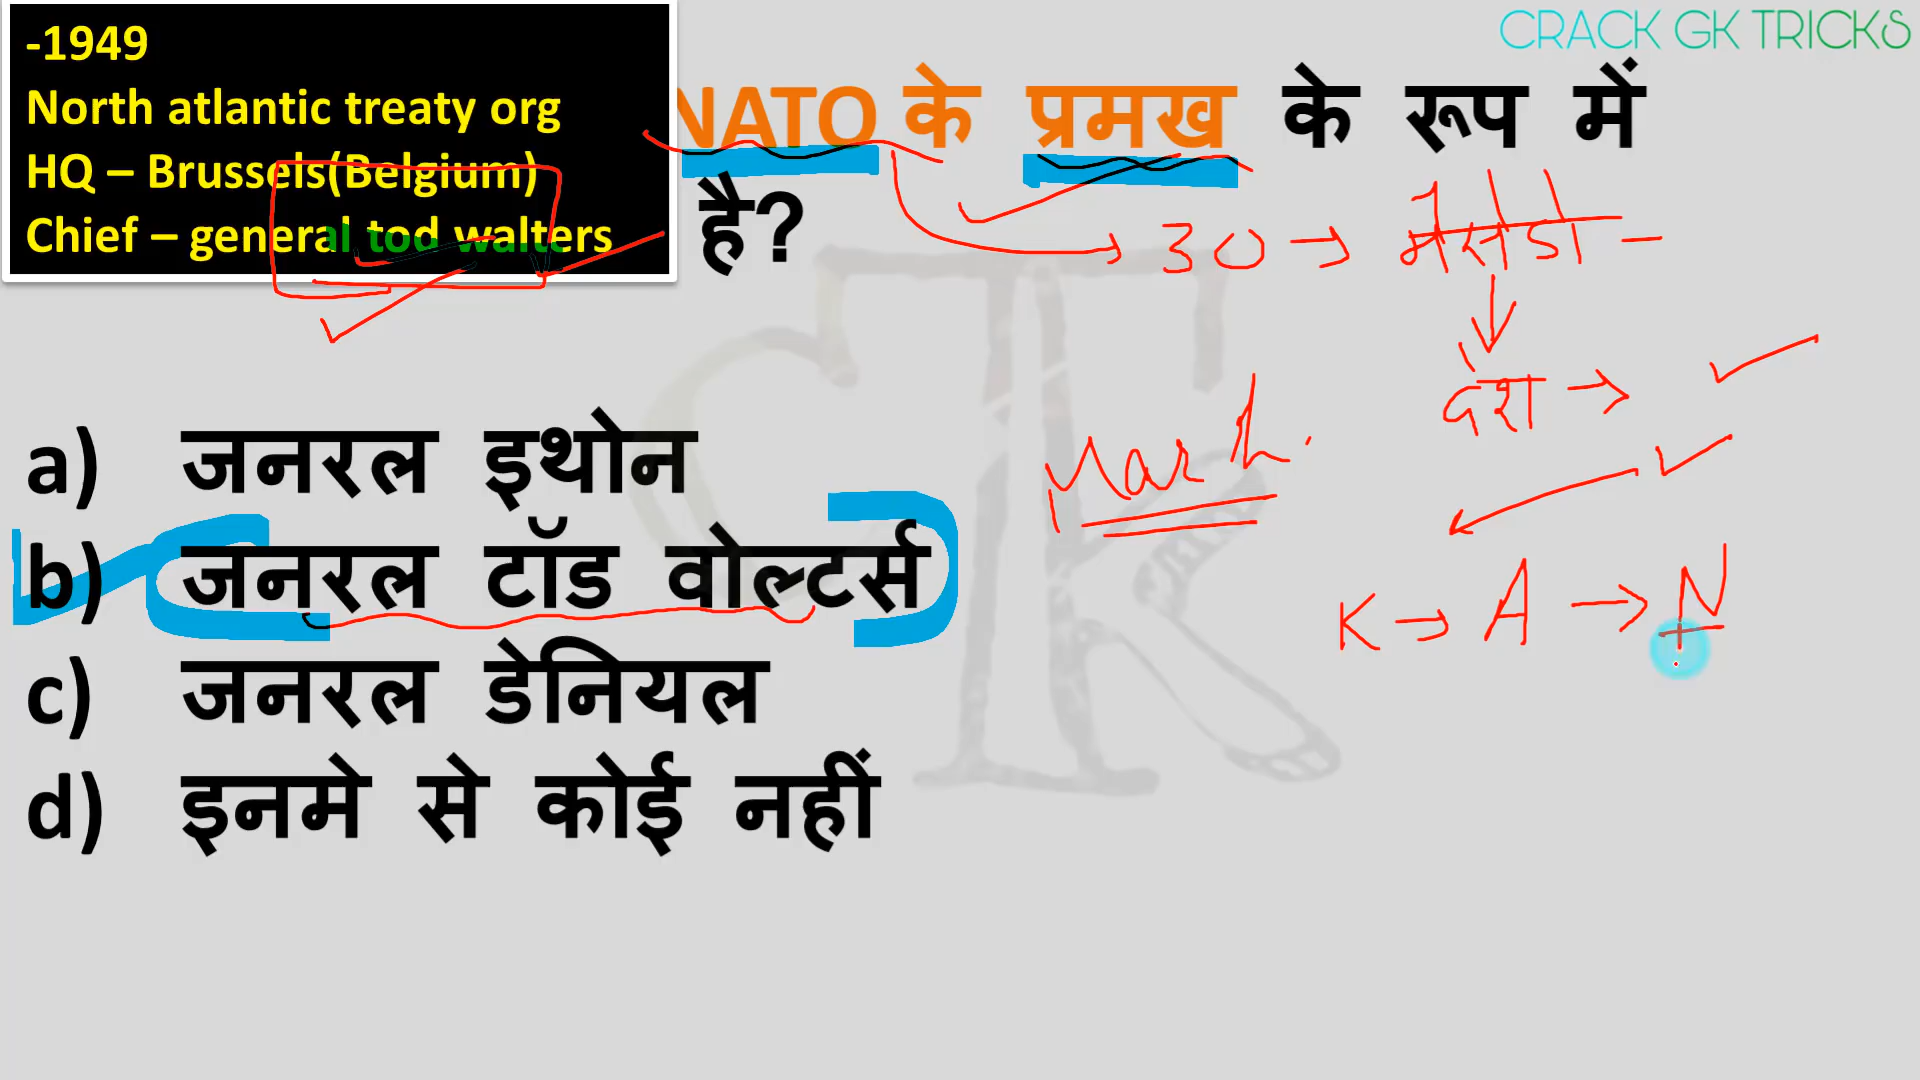 CRACK GK TRICKS
-1949
North atlantic treaty org
HQ – Brussels(Belgium)
Chief – general tod walters
NATO के प्रमख के रूप में
है?
30 →
देश →
Mark.
K → A → N
a) जनरल इथोन
b) जनरल टॉड वोल्टर्स
c) जनरल डेनियल
d) इनमे से कोई नहीं